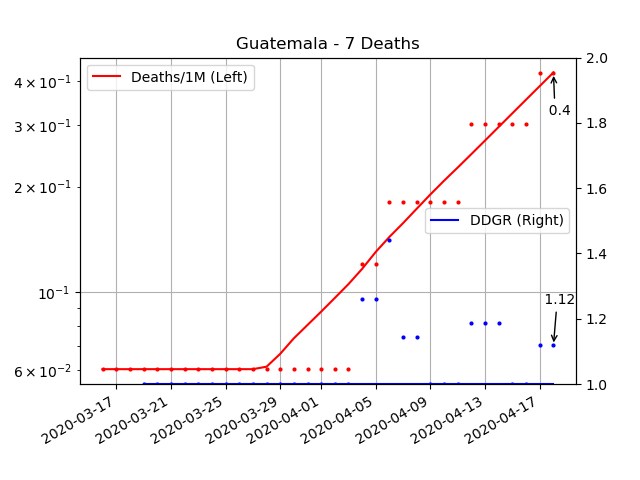 Guatemala - 7 Deaths
Deaths/1M (Left)
DDGR (Right)
0.4
1.12
4 × 10⁻¹
3 × 10⁻¹
2 × 10⁻¹
10⁻¹
6 × 10⁻²
2.0
1.8
1.6
1.4
1.2
1.0
2020-03-17
2020-03-21
2020-03-25
2020-03-29
2020-04-01
2020-04-05
2020-04-09
2020-04-13
2020-04-17